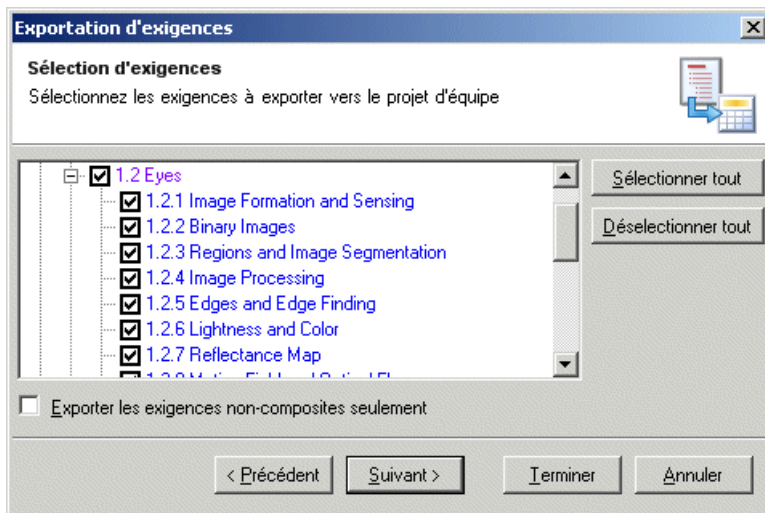 Exportation d'exigences
Sélection d'exigences
Sélectionnez les exigences à exporter vers le projet d'équipe
1.2 Eyes
1.2.1 Image Formation and Sensing
1.2.2 Binary Images
1.2.3 Regions and Image Segmentation
1.2.4 Image Processing
1.2.5 Edges and Edge Finding
1.2.6 Lightness and Color
1.2.7 Reflectance Map
Sélectionner tout
Déselectionner tout
Exporter les exigences non-composites seulement
< Précédent
Suivant >
Terminer
Annuler